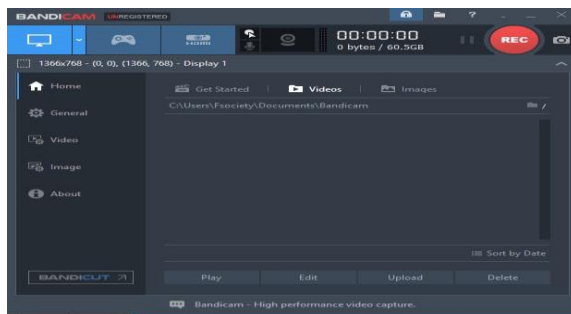 BANDICAM UNREGISTERED
?
HDMI
00:00:00
0 bytes / 60.5GB
REC
1366x768 - (0, 0), (1366, 768) - Display 1
Home
Get Started
Videos
Images
C:\Users\Fsociety\Documents\Bandicam
/
General
Video
Image
About
Sort by Date
BANDICUT
Play
Edit
Upload
Delete
Bandicam - High performance video capture.